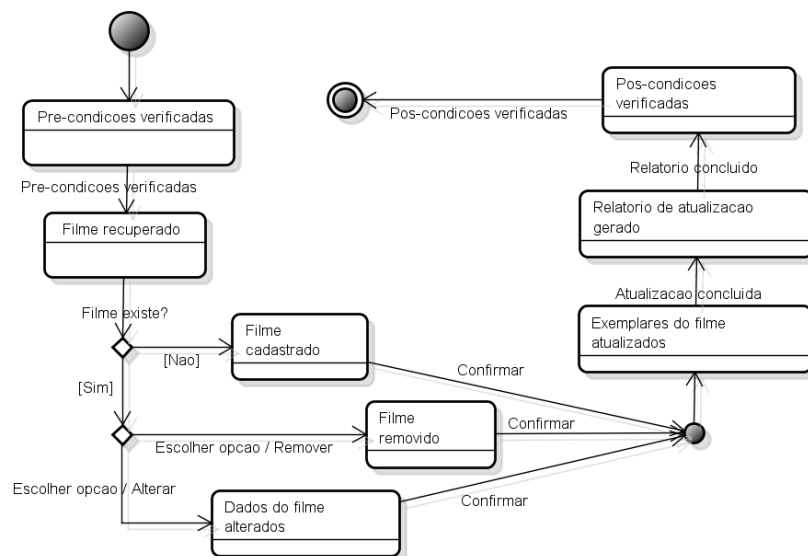 Pre-condicoes verificadas
Pre-condicoes verificadas
Filme recuperado
Filme existe?
[Nao]
Filme
cadastrado
Confirmar
[Sim]
Escolher opcao / Remover
Filme
removido
Confirmar
Escolher opcao / Alterar
Dados do filme
alterados
Confirmar
Exemplares do filme
atualizados
Atualizacao concluida
Relatorio de atualizacao
gerado
Relatorio concluido
Pos-condicoes
verificadas
Pos-condicoes verificadas